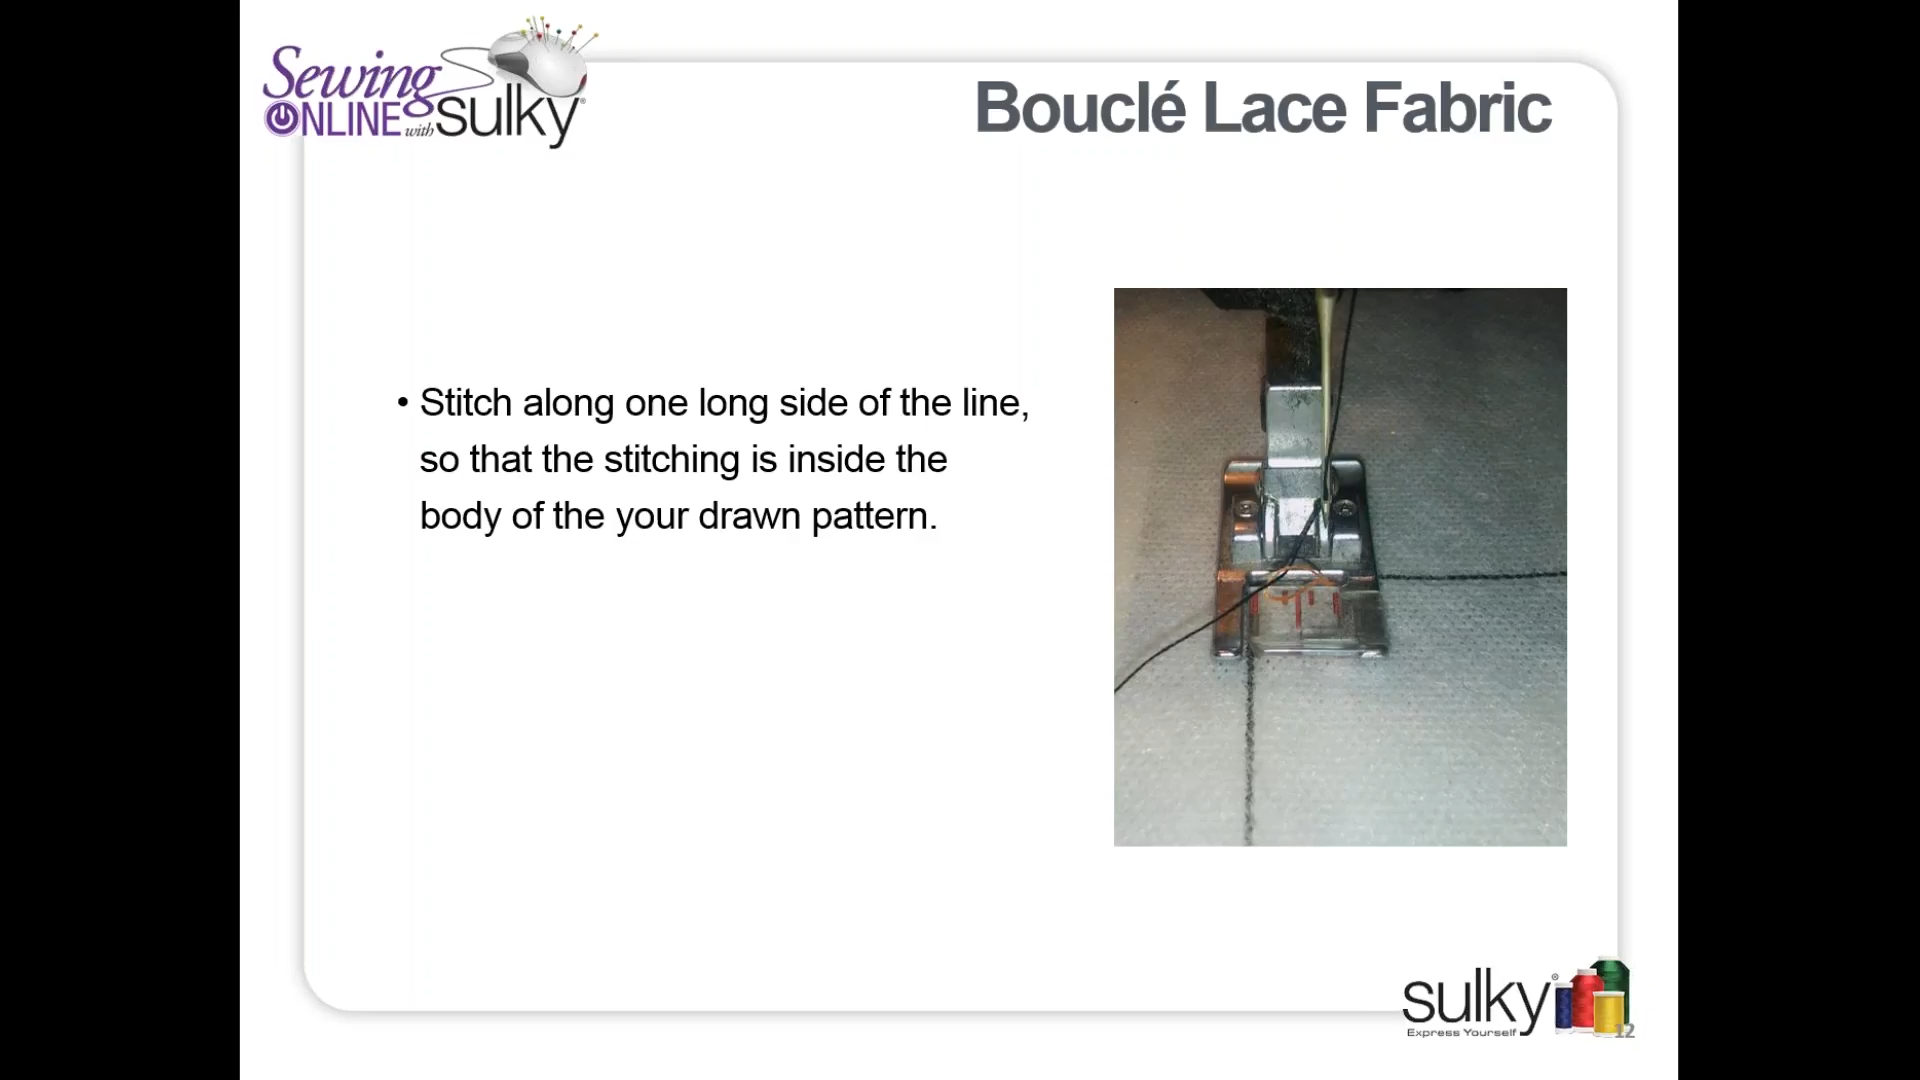 Sewing
ONLINE with sulky®
Bouclé Lace Fabric
• Stitch along one long side of the line,
so that the stitching is inside the
body of the your drawn pattern.
sulky®
Express Yourself
12